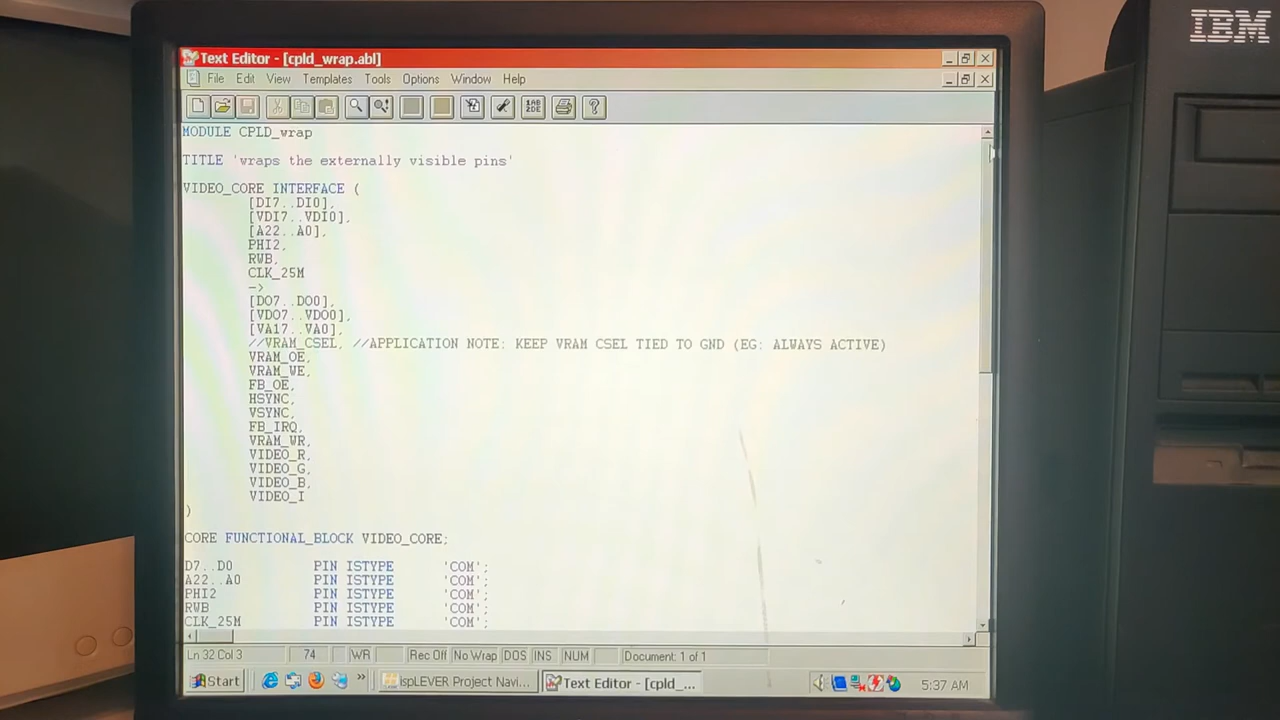 IBM
Text Editor - [cpld_wrap.abl]
File Edit View Templates Tools Options Window Help
MODULE CPLD_wrap
TITLE 'wraps the externally visible pins'
VIDEO_CORE INTERFACE (
[DI7..DI0],
[VDI7..VDI0],
[A22..A0],
PHI2,
RWB,
CLK_25M
->
[DO7..DO0],
[VDO7..VDO0],
[VA17..VA0],
//VRAM_CSEL, //APPLICATION NOTE: KEEP VRAM CSEL TIED TO GND (EG: ALWAYS ACTIVE)
VRAM_OE,
VRAM_WE,
FB_OE,
HSYNC,
VSYNC,
FB_IRQ,
VRAM_WR,
VIDEO_R,
VIDEO_G,
VIDEO_B,
VIDEO_I
)
CORE FUNCTIONAL_BLOCK VIDEO_CORE;
D7..D0 PIN ISTYPE 'COM';
A22..A0 PIN ISTYPE 'COM';
PHI2 PIN ISTYPE 'COM';
RWB PIN ISTYPE 'COM';
CLK_25M PIN ISTYPE 'COM';
Ln 32 Col 3 74 WR Rec Off No Wrap DOS INS NUM Document: 1 of 1
Start ispLEVER Project Navi... Text Editor - [cpld_... 5:37 AM